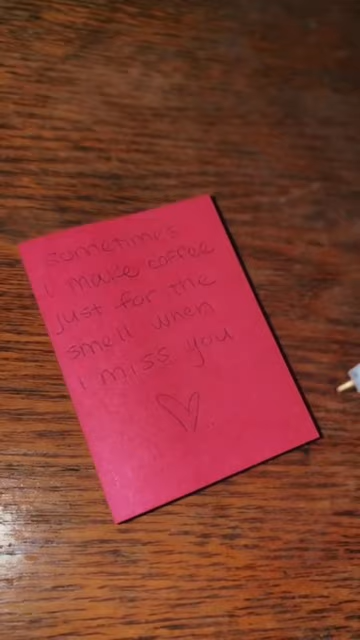 sometimes
i make coffee
just for the
smell when
i miss you